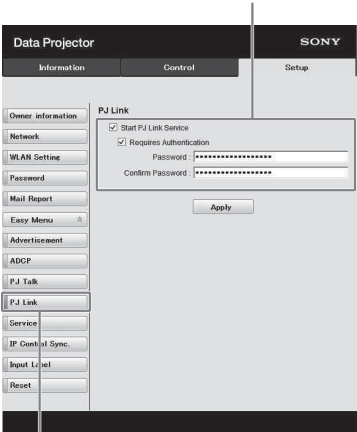 Data Projector
SONY
Information
Control
Setup
Owner information
Network
WLAN Setting
Password
Mail Report
Easy Menu
Advertisement
ADCP
PJ Talk
PJ Link
Service
IP Control Sync.
Input Label
Reset
PJ Link
Start PJ Link Service
Requires Authentication
Password :
Confirm Password :
Apply